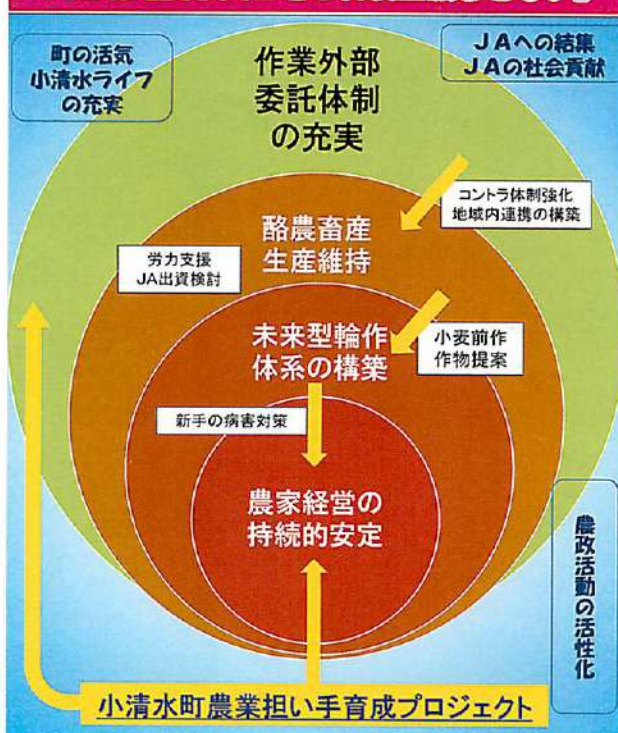 町の活気
小清水ライフ
の充実
JAへの結集
JAの社会貢献
作業外部
委託体制
の充実
コントラ体制強化
地域内連携の構築
酪農畜産
生産維持
労力支援
JA出資検討
未来型輪作
体系の構築
小麦前作
作物提案
新手の病害対策
農家経営の
持続的安定
農政活動の活性化
小清水町農業担い手育成プロジェクト